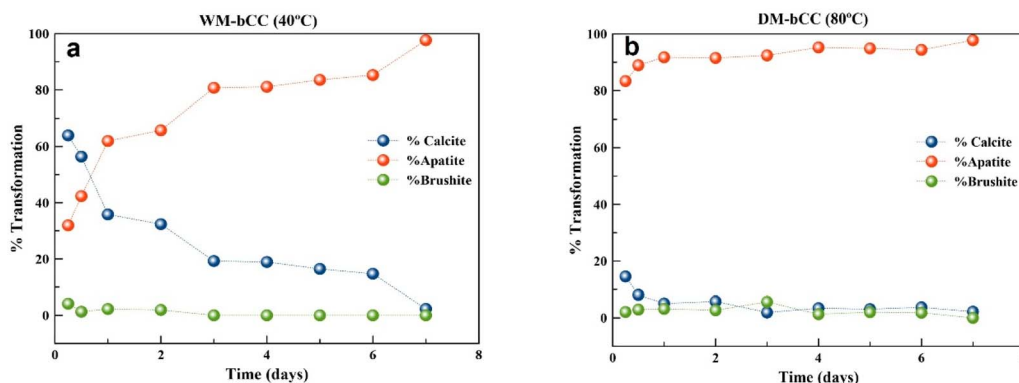 WM-bCC (40ºC)
a
100
80
60
40
20
0
% Transformation
% Calcite
%Apatite
%Brushite
0 2 4 6 8
Time (days)
DM-bCC (80ºC)
b
100
80
60
40
20
0
% Transformation
% Calcite
%Apatite
%Brushite
0 2 4 6
Time (days)